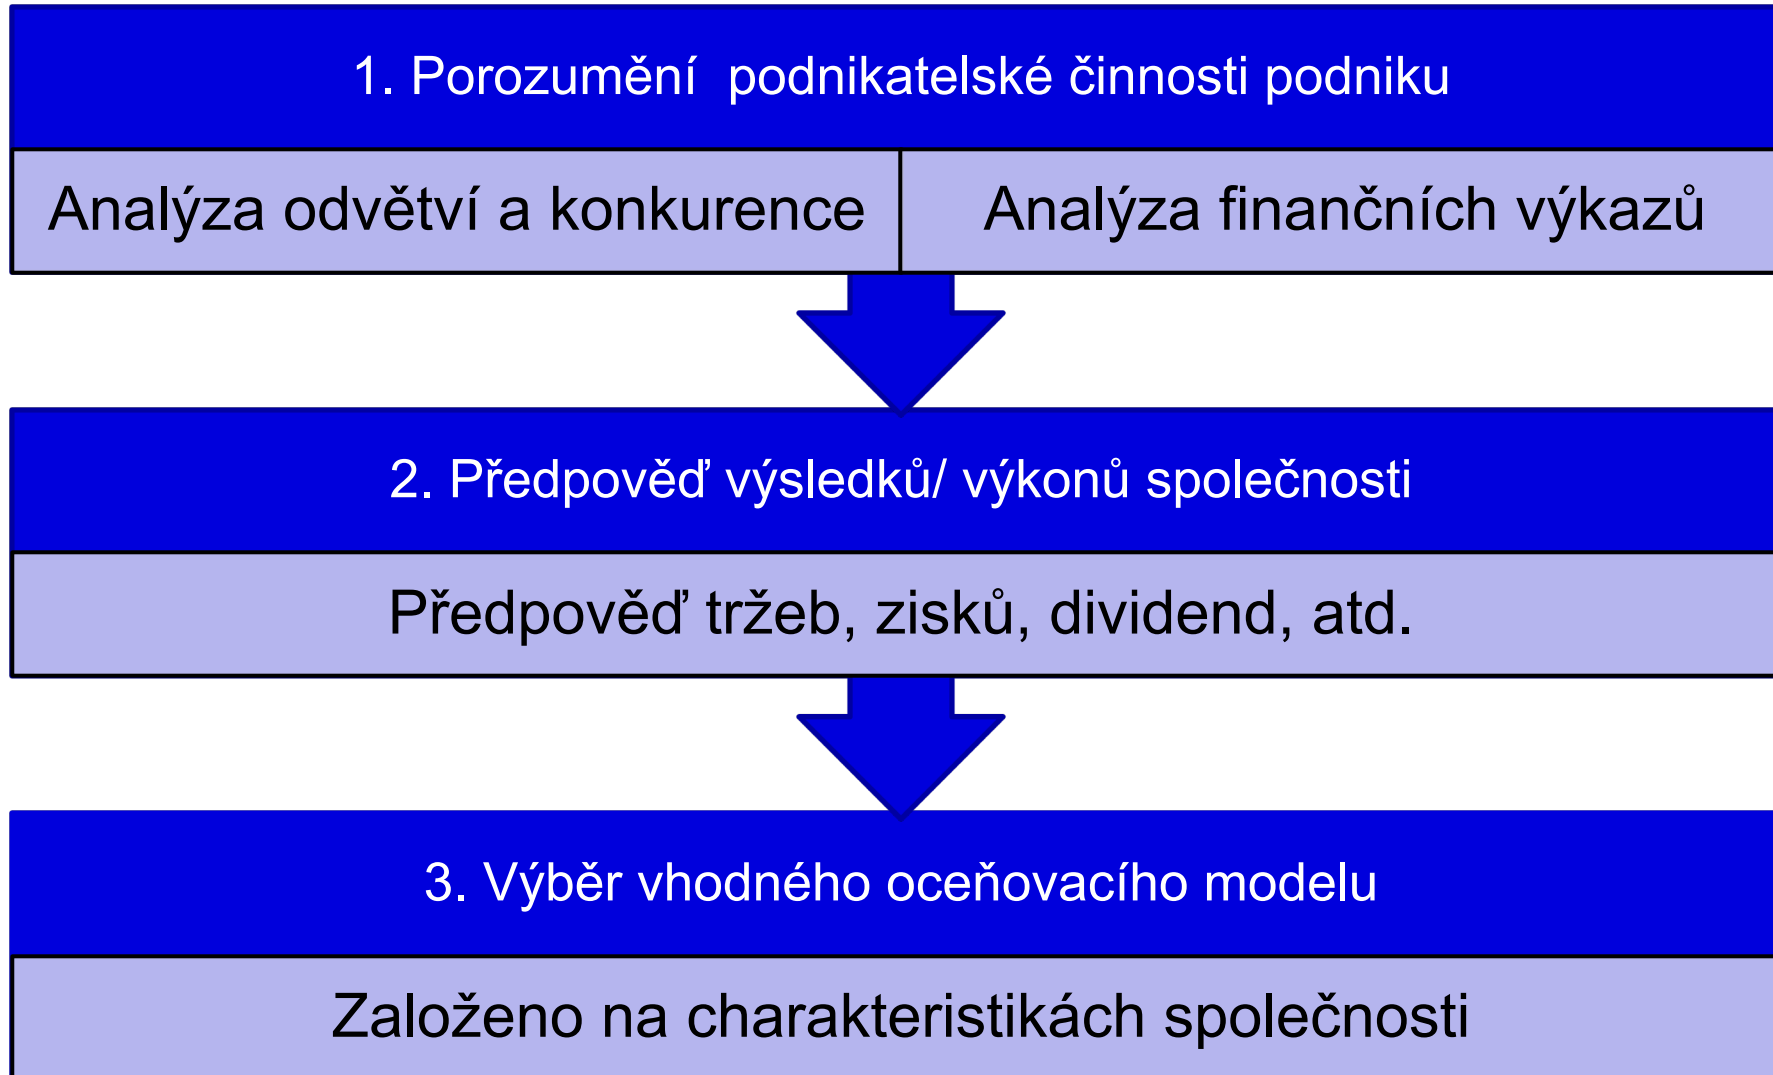 1. Porozumění  podnikatelské činnosti podniku
Analýza odvětví a konkurence
Analýza finančních výkazů
2. Předpověď výsledků/ výkonů společnosti
Předpověď tržeb, zisků, dividend, atd.
3. Výběr vhodného oceňovacího modelu
Založeno na charakteristikách společnosti